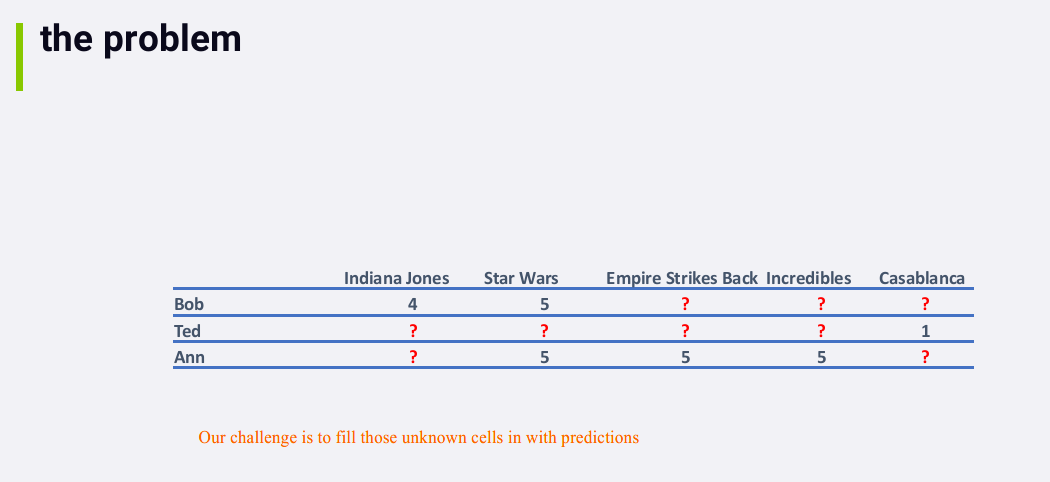 the problem
Indiana Jones Star Wars Empire Strikes Back Incredibles Casablanca
Bob 4 5 ? ? ?
Ted ? ? ? ? 1
Ann ? 5 5 5 ?
Our challenge is to fill those unknown cells in with predictions